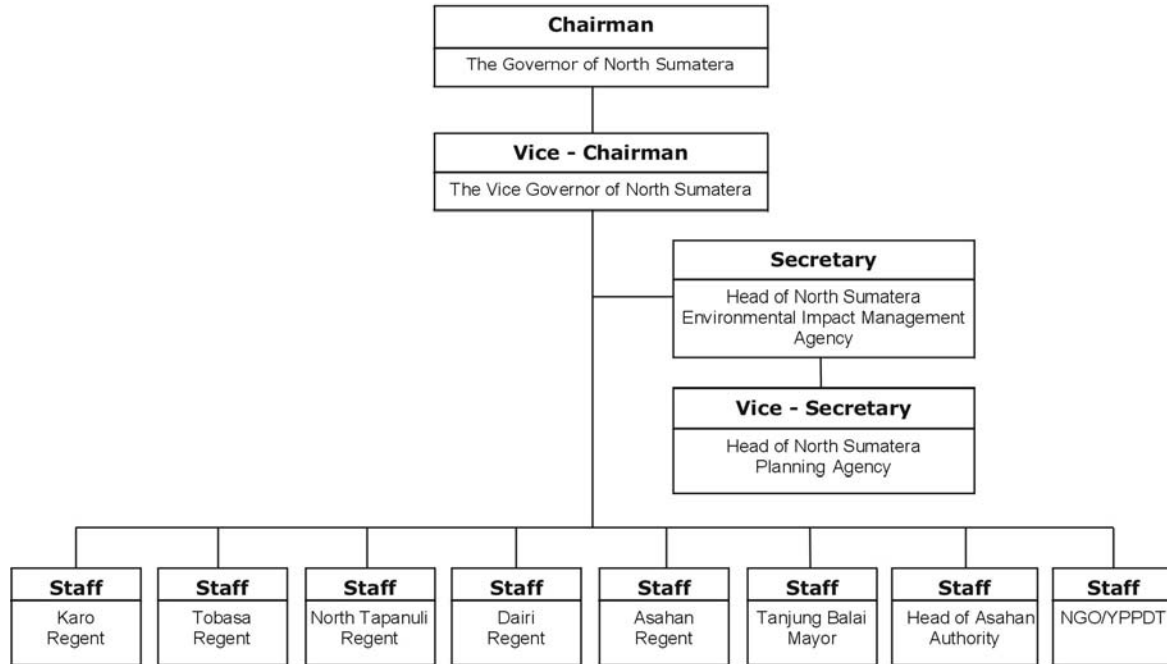 Chairman
The Governor of North Sumatera
Vice - Chairman
The Vice Governor of North Sumatera
Secretary
Head of North Sumatera
Environmental Impact Management
Agency
Vice - Secretary
Head of North Sumatera
Planning Agency
Staff
Karo
Regent
Staff
Tobasa
Regent
Staff
North Tapanuli
Regent
Staff
Dairi
Regent
Staff
Asahan
Regent
Staff
Tanjung Balai
Mayor
Staff
Head of Asahan
Authority
Staff
NGO/YPPDT